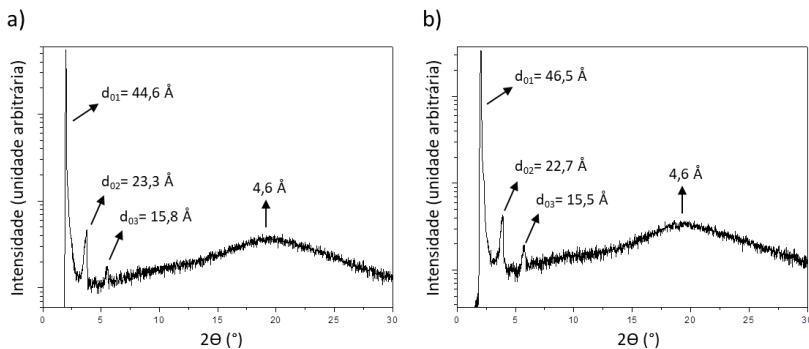 a)
Intensidade (unidade arbitrária)
d₀₁= 44,6 Å
d₀₂= 23,3 Å
d₀₃= 15,8 Å
4,6 Å
0 5 10 15 20 25 30
2Θ (°)
b)
Intensidade (unidade arbitrária)
d₀₁= 46,5 Å
d₀₂= 22,7 Å
d₀₃= 15,5 Å
4,6 Å
0 5 10 15 20 25 30
2Θ (°)